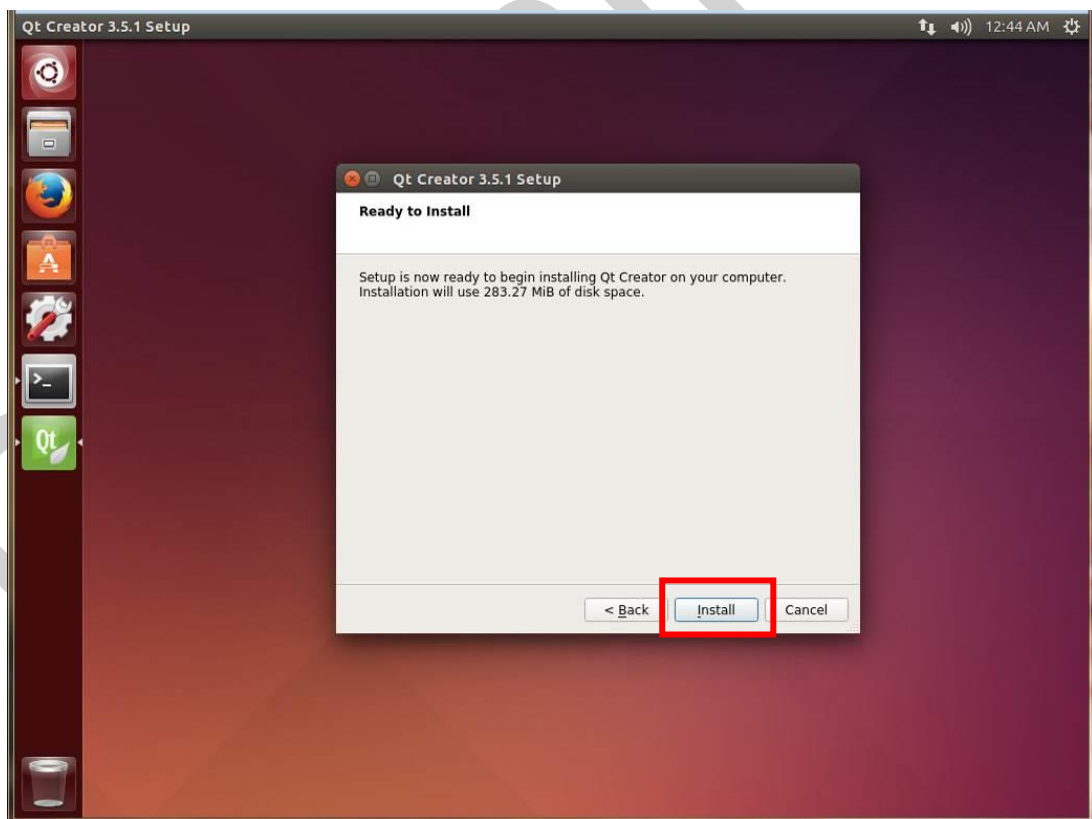 Qt Creator 3.5.1 Setup
12:44 AM
Qt Creator 3.5.1 Setup
Ready to Install
Setup is now ready to begin installing Qt Creator on your computer.
Installation will use 283.27 MiB of disk space.
>_
Qt
< Back
Install
Cancel